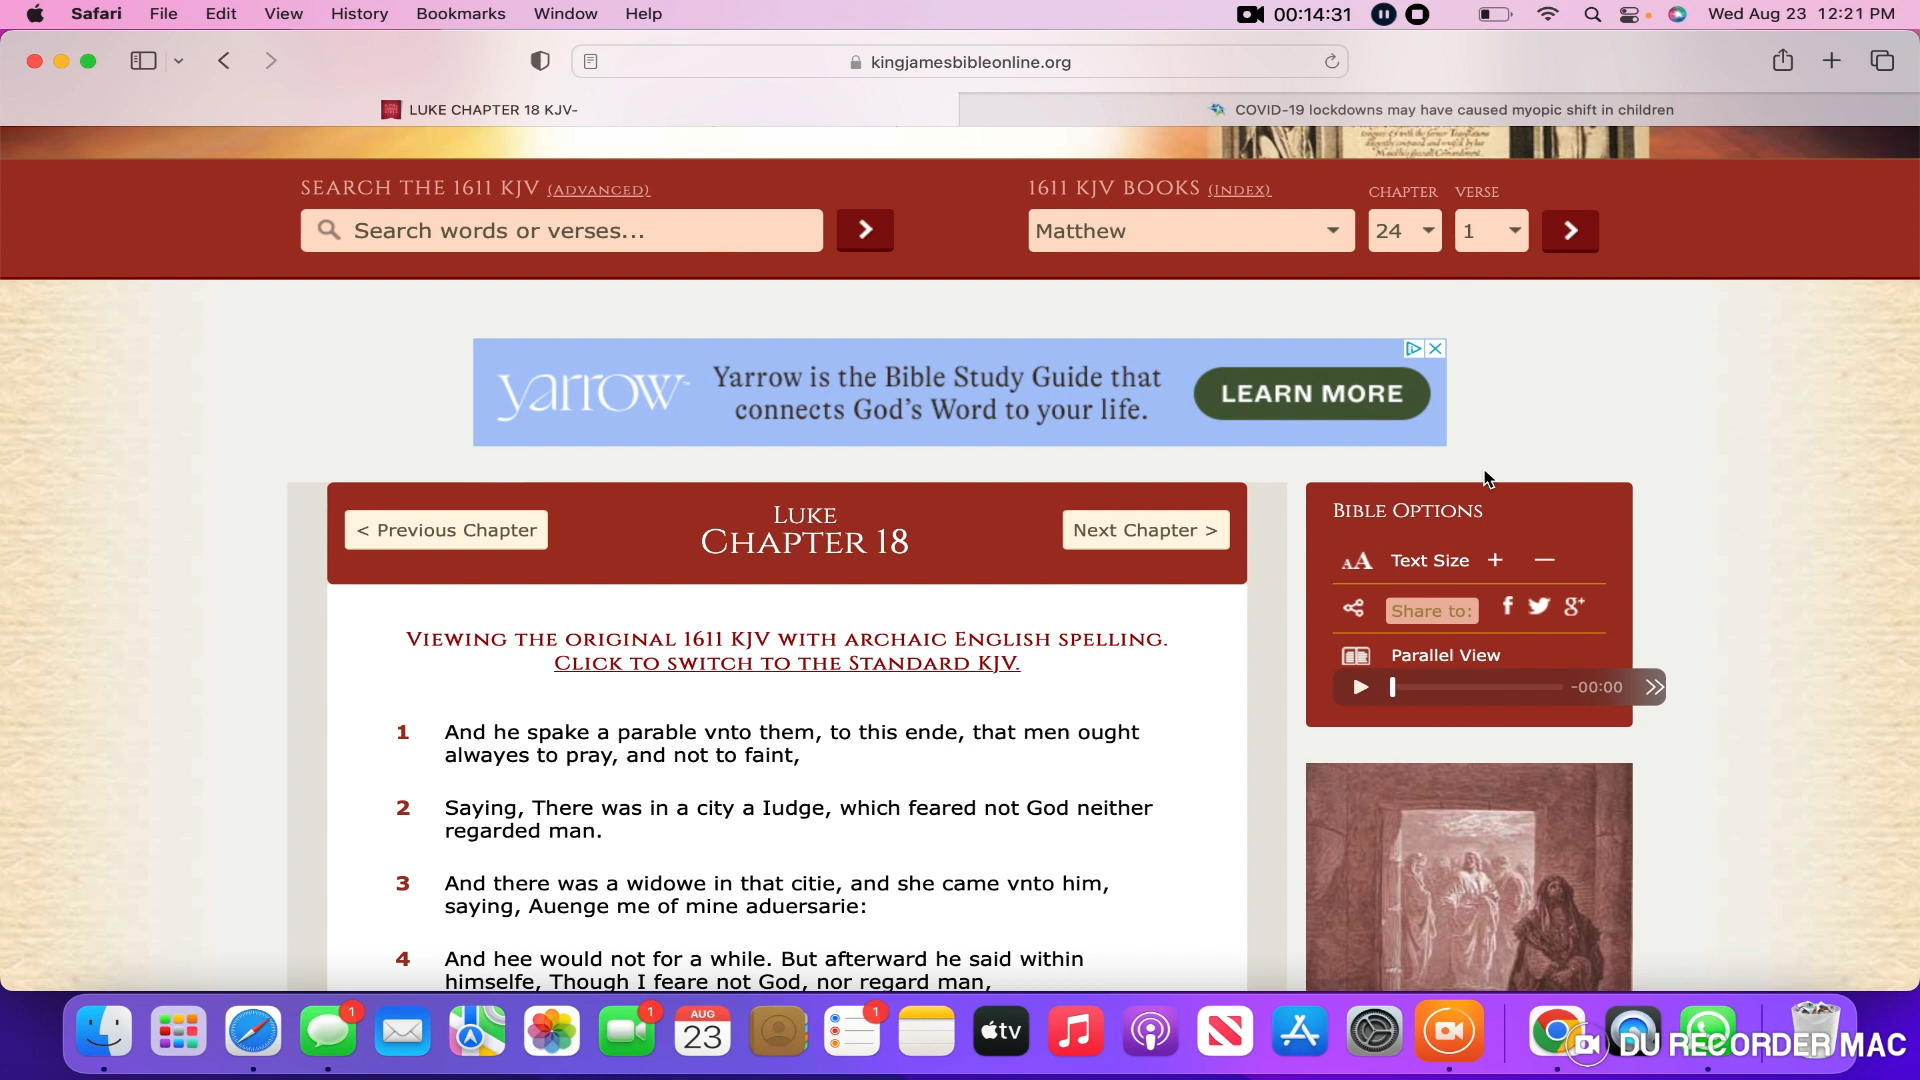 Safari File Edit View History Bookmarks Window Help 00:14:31 Wed Aug 23 12:21 PM
kingjamesbibleonline.org
LUKE CHAPTER 18 KJV-
COVID-19 lockdowns may have caused myopic shift in children
SEARCH THE 1611 KJV (ADVANCED)
1611 KJV BOOKS (INDEX) CHAPTER VERSE
Search words or verses...
Matthew 24 1
yarrow™
Yarrow is the Bible Study Guide that
connects God's Word to your life.
LEARN MORE
< Previous Chapter
LUKE
CHAPTER 18
Next Chapter >
VIEWING THE ORIGINAL 1611 KJV WITH ARCHAIC ENGLISH SPELLING.
CLICK TO SWITCH TO THE STANDARD KJV.
1 And he spake a parable vnto them, to this ende, that men ought
alwayes to pray, and not to faint,
2 Saying, There was in a city a Iudge, which feared not God neither
regarded man.
3 And there was a widowe in that citie, and she came vnto him,
saying, Auenge me of mine aduersarie:
4 And hee would not for a while. But afterward he said within
himselfe, Though I feare not God, nor regard man,
BIBLE OPTIONS
AA Text Size + —
Share to: f g+
Parallel View
-00:00
1
1
AUG
23
1
tv
DU RECORDER MAC